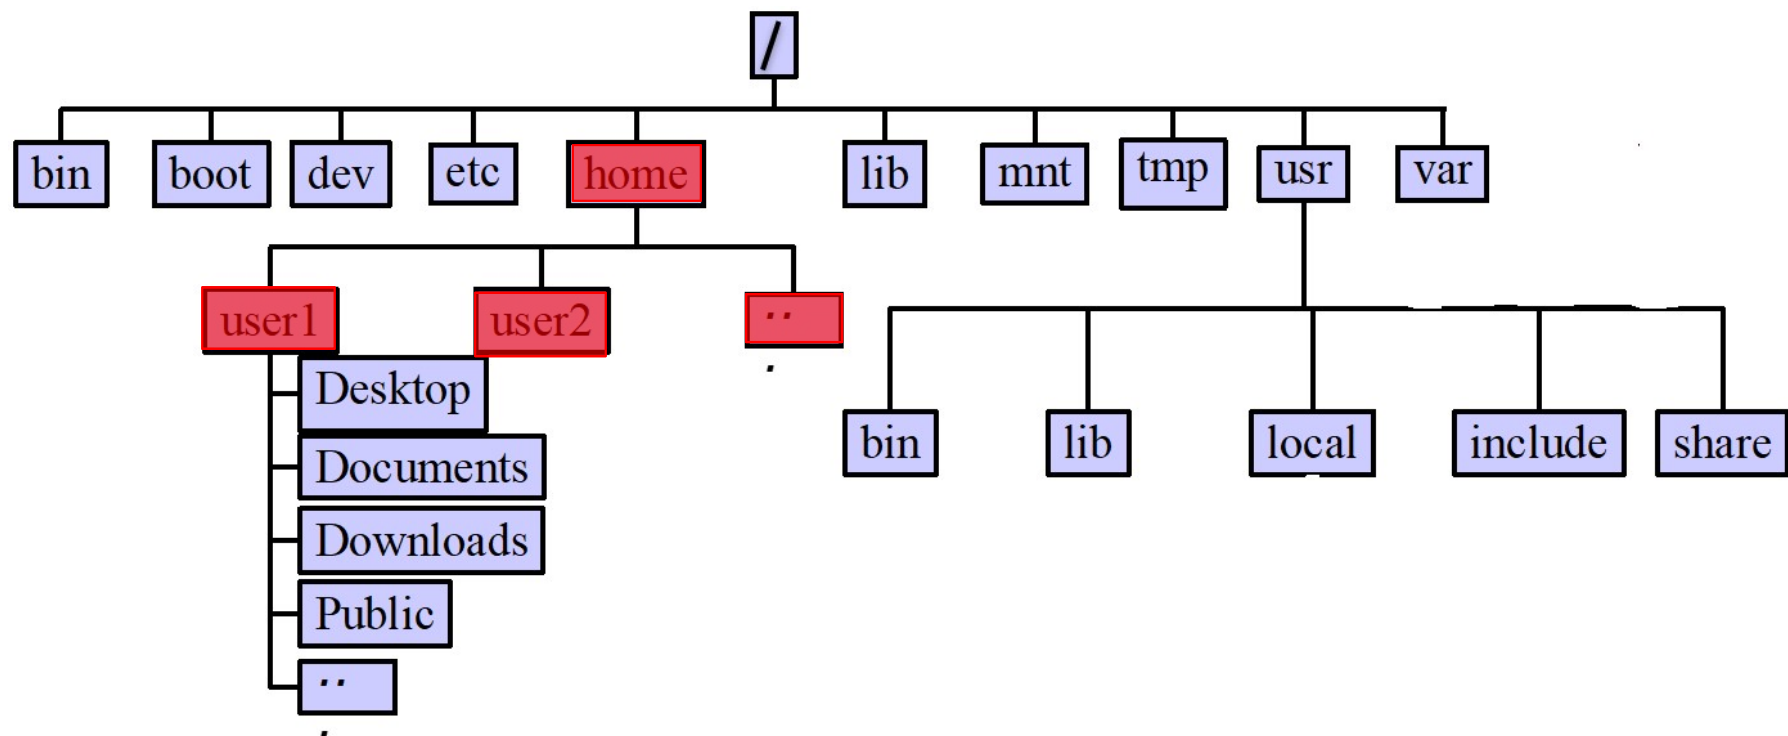 /
bin boot dev etc home lib mnt tmp usr var
user1 user2 ...
Desktop
Documents
Downloads
Public
...
bin lib local include share